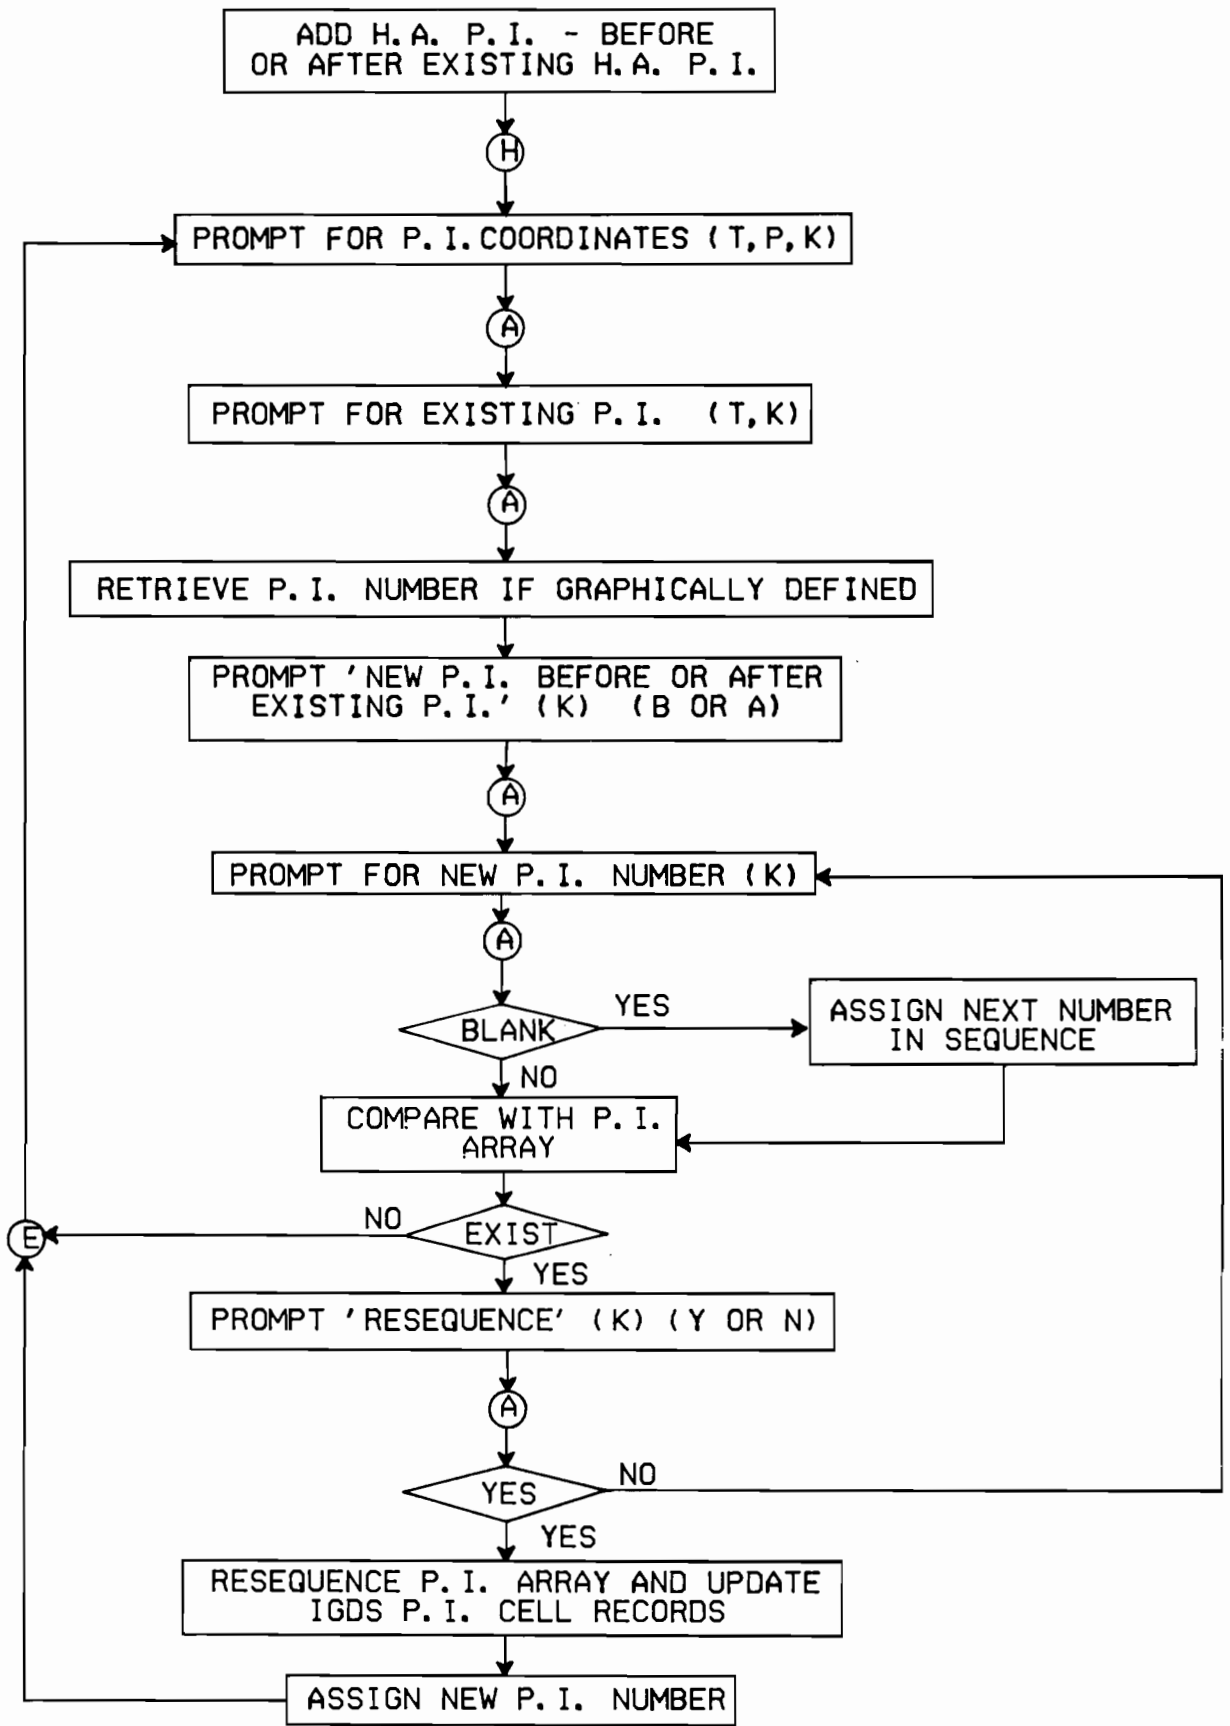 ADD H.A. P.I. - BEFORE
OR AFTER EXISTING H.A. P.I.
H
PROMPT FOR P.I. COORDINATES (T,P,K)
A
PROMPT FOR EXISTING P.I. (T,K)
A
RETRIEVE P.I. NUMBER IF GRAPHICALLY DEFINED
PROMPT 'NEW P.I. BEFORE OR AFTER
EXISTING P.I.' (K) (B OR A)
A
PROMPT FOR NEW P.I. NUMBER (K)
A
BLANK
YES
ASSIGN NEXT NUMBER
IN SEQUENCE
NO
COMPARE WITH P.I.
ARRAY
E
NO
EXIST
YES
PROMPT 'RESEQUENCE' (K) (Y OR N)
A
YES
NO
YES
RESEQUENCE P.I. ARRAY AND UPDATE
IGDS P.I. CELL RECORDS
ASSIGN NEW P.I. NUMBER